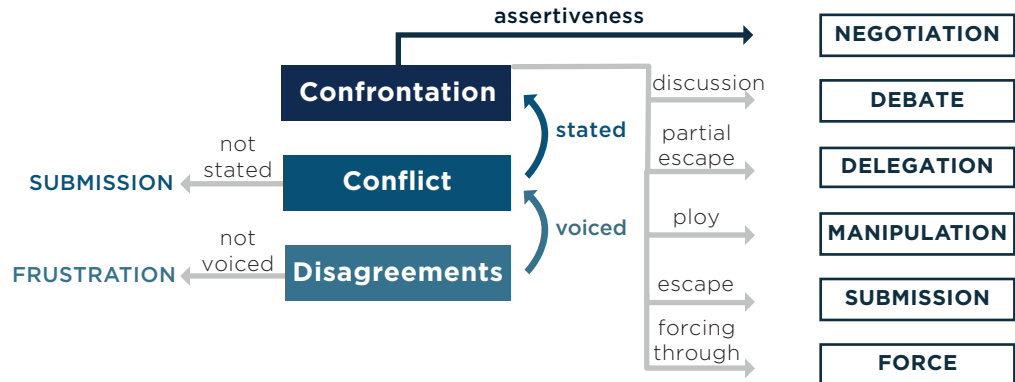 assertiveness
NEGOTIATION
Confrontation
discussion
DEBATE
stated
partial
escape
DELEGATION
not
stated
SUBMISSION
Conflict
ploy
MANIPULATION
voiced
not
voiced
FRUSTRATION
Disagreements
escape
SUBMISSION
forcing
through
FORCE